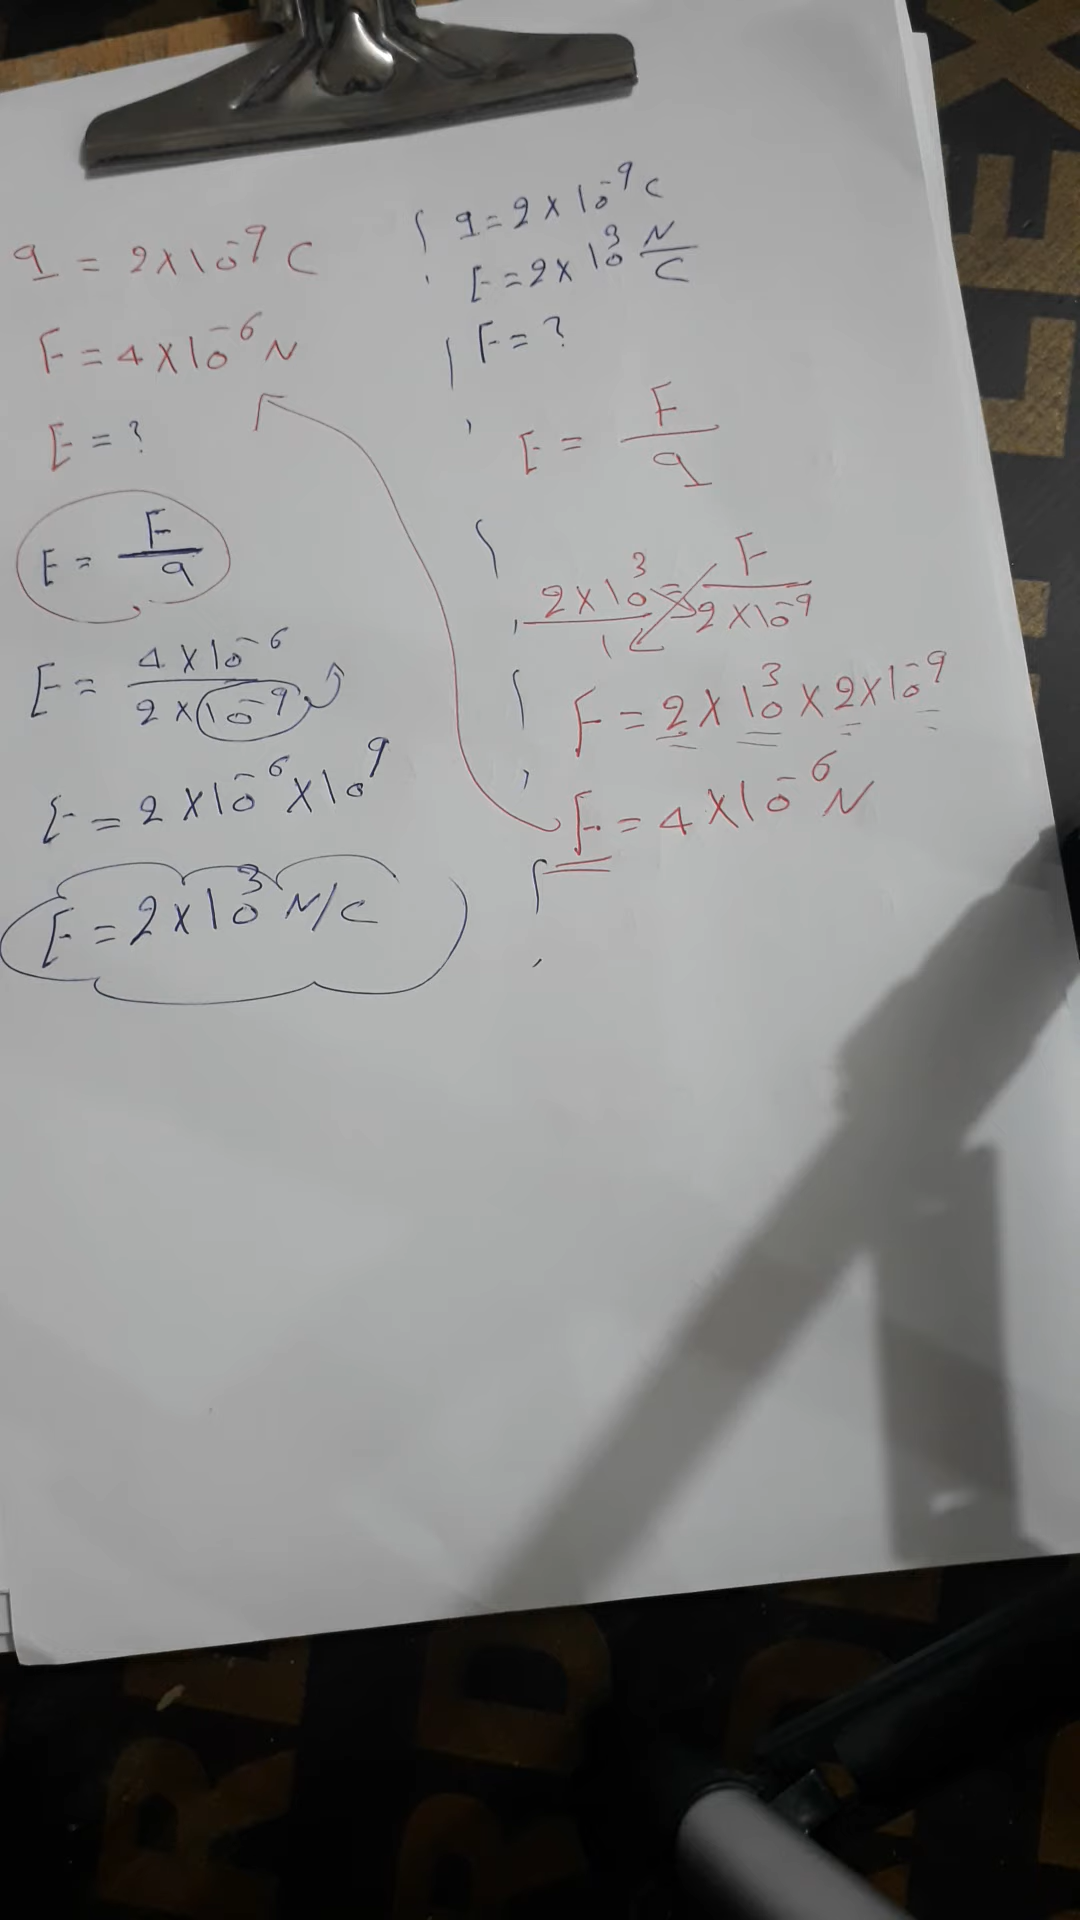 q = 2 × 10⁻⁹ C
F = 4 × 10⁻⁶ N
E = ?
E = F / q
E = 4 × 10⁻⁶ / 2 × 10⁻⁹
E = 2 × 10⁻⁶ × 10⁹
E = 2 × 10³ N/C
q = 2 × 10⁻⁹ C
E = 2 × 10³ N/C
F = ?
E = F / q
2 × 10³ / 1 = F / 2 × 10⁻⁹
F = 2 × 10³ × 2 × 10⁻⁹
F = 4 × 10⁻⁶ N